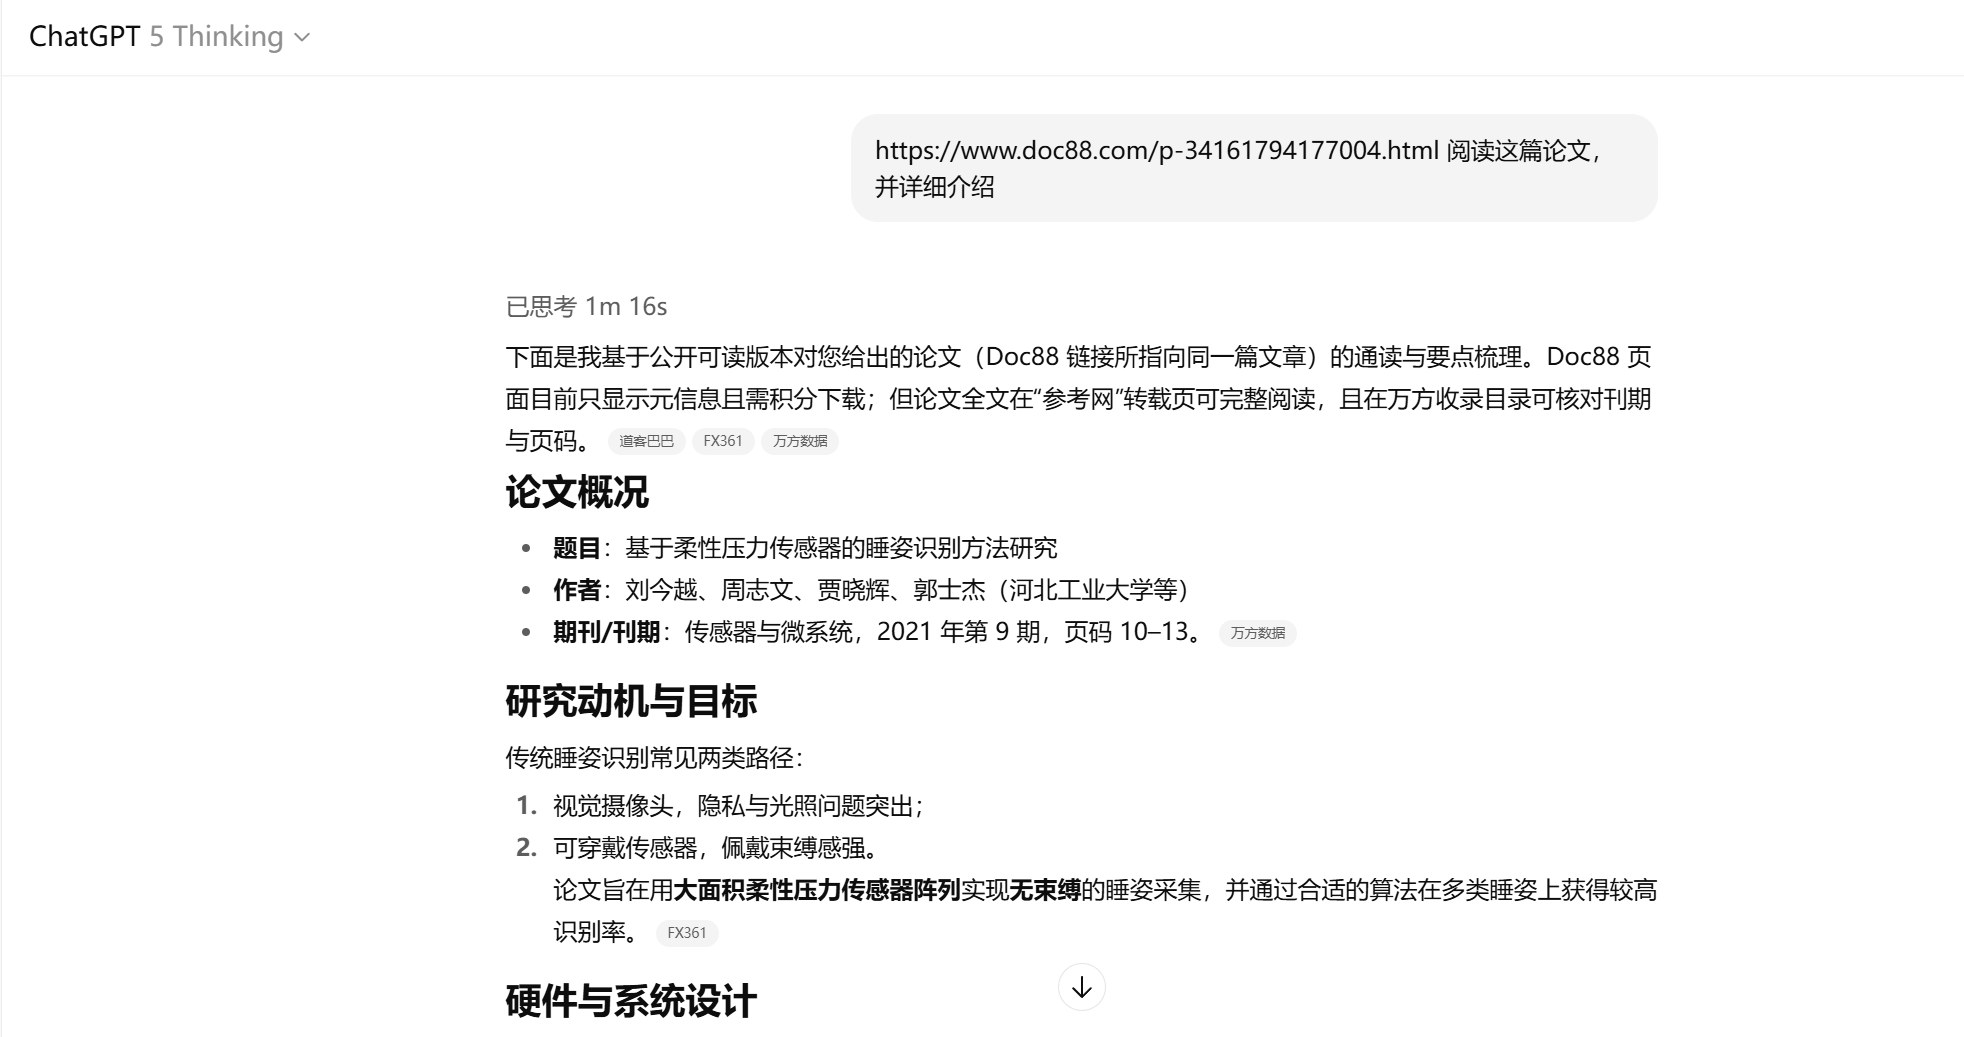 ChatGPT 5 Thinking
https://www.doc88.com/p-34161794177004.html 阅读这篇论文，
并详细介绍
已思考 1m 16s
下面是我基于公开可读版本对您给出的论文（Doc88 链接所指向同一篇文章）的通读与要点梳理。Doc88 页
面目前只显示元信息且需积分下载；但论文全文在“参考网”转载页可完整阅读，且在万方收录目录可核对刊期
与页码。 道客巴巴 FX361 万方数据
论文概况
• 题目：基于柔性压力传感器的睡姿识别方法研究
• 作者：刘今越、周志文、贾晓辉、郭士杰（河北工业大学等）
• 期刊/刊期：传感器与微系统，2021 年第 9 期，页码 10–13。 万方数据
研究动机与目标
传统睡姿识别常见两类路径：
1. 视觉摄像头，隐私与光照问题突出；
2. 可穿戴传感器，佩戴束缚感强。
论文旨在用大面积柔性压力传感器阵列实现无束缚的睡姿采集，并通过合适的算法在多类睡姿上获得较高
识别率。 FX361
硬件与系统设计